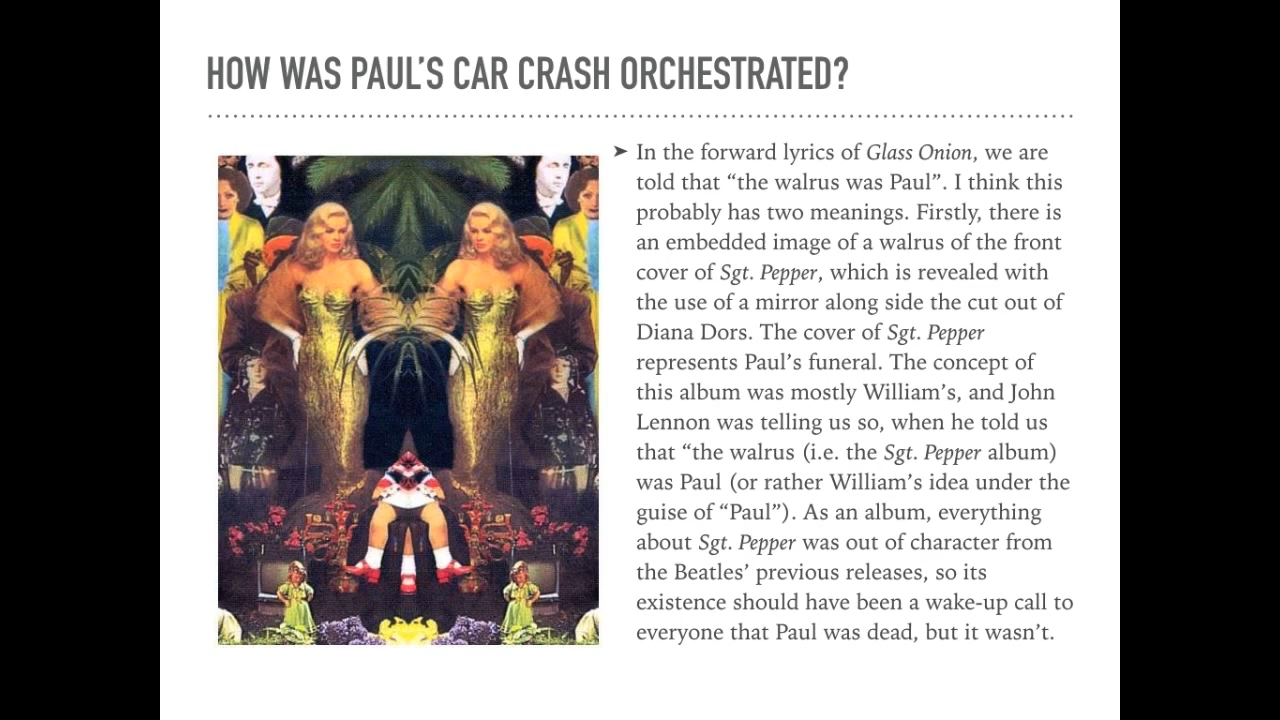 HOW WAS PAUL’S CAR CRASH ORCHESTRATED?
➤ In the forward lyrics of Glass Onion, we are
told that “the walrus was Paul”. I think this
probably has two meanings. Firstly, there is
an embedded image of a walrus of the front
cover of Sgt. Pepper, which is revealed with
the use of a mirror along side the cut out of
Diana Dors. The cover of Sgt. Pepper
represents Paul’s funeral. The concept of
this album was mostly William’s, and John
Lennon was telling us so, when he told us
that “the walrus (i.e. the Sgt. Pepper album)
was Paul (or rather William’s idea under the
guise of “Paul”). As an album, everything
about Sgt. Pepper was out of character from
the Beatles’ previous releases, so its
existence should have been a wake-up call to
everyone that Paul was dead, but it wasn’t.